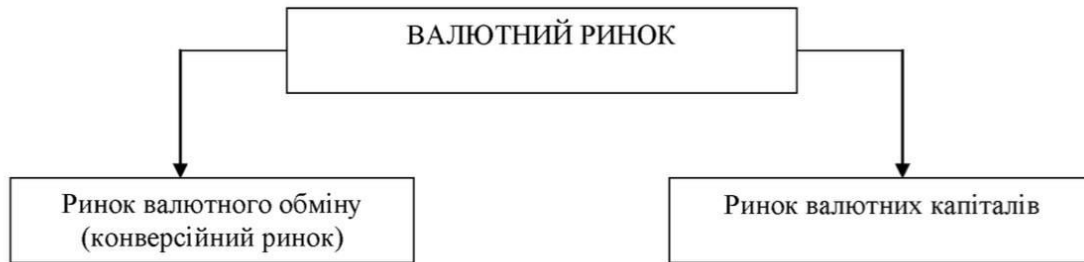 ВАЛЮТНИЙ РИНОК
Ринок валютного обміну
(конверсійний ринок)
Ринок валютних капіталів